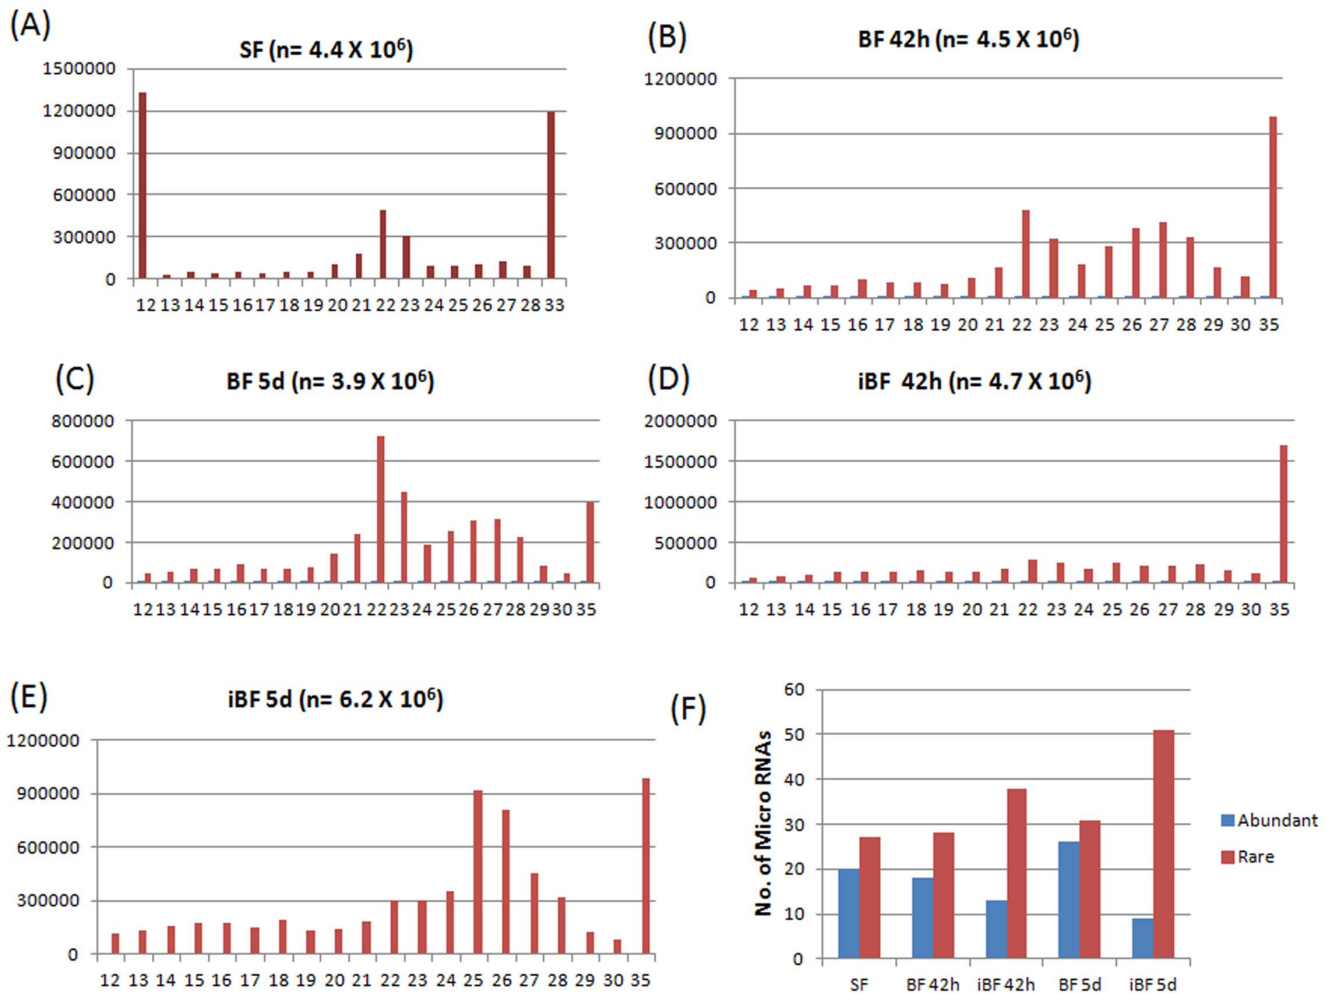 (A)
SF (n= 4.4 X 10⁶)
1500000
1200000
900000
600000
300000
0
12 13 14 15 16 17 18 19 20 21 22 23 24 25 26 27 28 33
(B)
BF 42h (n= 4.5 X 10⁶)
1200000
900000
600000
300000
0
12 13 14 15 16 17 18 19 20 21 22 23 24 25 26 27 28 29 30 35
(C)
BF 5d (n= 3.9 X 10⁶)
800000
600000
400000
200000
0
12 13 14 15 16 17 18 19 20 21 22 23 24 25 26 27 28 29 30 35
(D)
iBF 42h (n= 4.7 X 10⁶)
2000000
1500000
1000000
500000
0
12 13 14 15 16 17 18 19 20 21 22 23 24 25 26 27 28 29 30 35
(E)
iBF 5d (n= 6.2 X 10⁶)
1200000
900000
600000
300000
0
12 13 14 15 16 17 18 19 20 21 22 23 24 25 26 27 28 29 30 35
(F)
No. of Micro RNAs
60
50
40
30
20
10
0
SF BF 42h iBF 42h BF 5d iBF 5d
Abundant
Rare